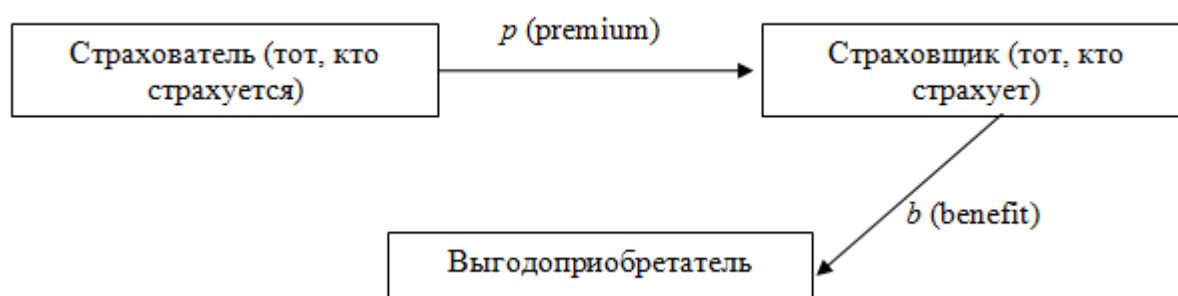 Страхователь (тот, кто
страхуется)
p (premium)
Страховщик (тот, кто
страхует)
b (benefit)
Выгодоприобретатель